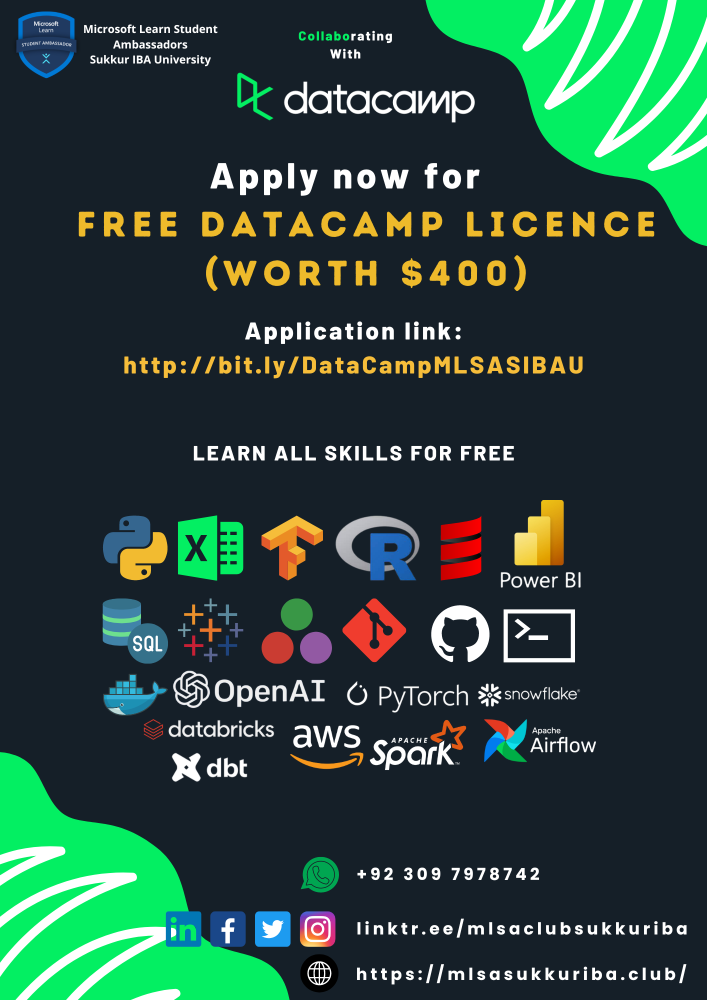 Microsoft
Learn
STUDENT AMBASSADOR
Microsoft Learn Student
Ambassadors
Sukkur IBA University
Collaborating
With
datacamp
Apply now for
FREE DATACAMP LICENCE
(WORTH $400)
Application link:
http://bit.ly/DataCampMLSASIBAU
LEARN ALL SKILLS FOR FREE
X
R
Power BI
SQL
>_
OpenAI
PyTorch
snowflake®
databricks
aws
APACHE
Spark™
Apache
Airflow
dbt
+92 309 7978742
in
f
linktr.ee/mlsaclubsukkuriba
https://mlsasukkuriba.club/